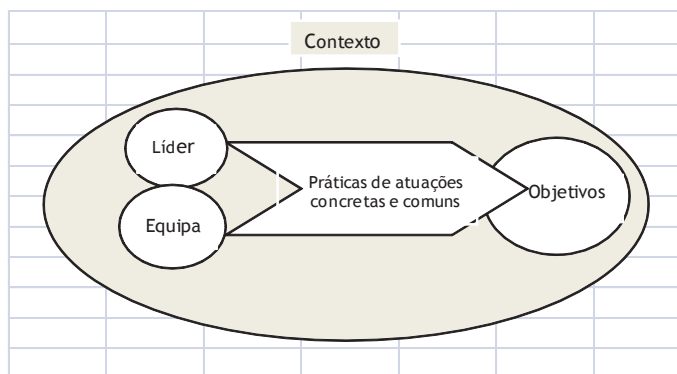 Contexto
Líder
Equipa
Práticas de atuações
concretas e comuns
Objetivos